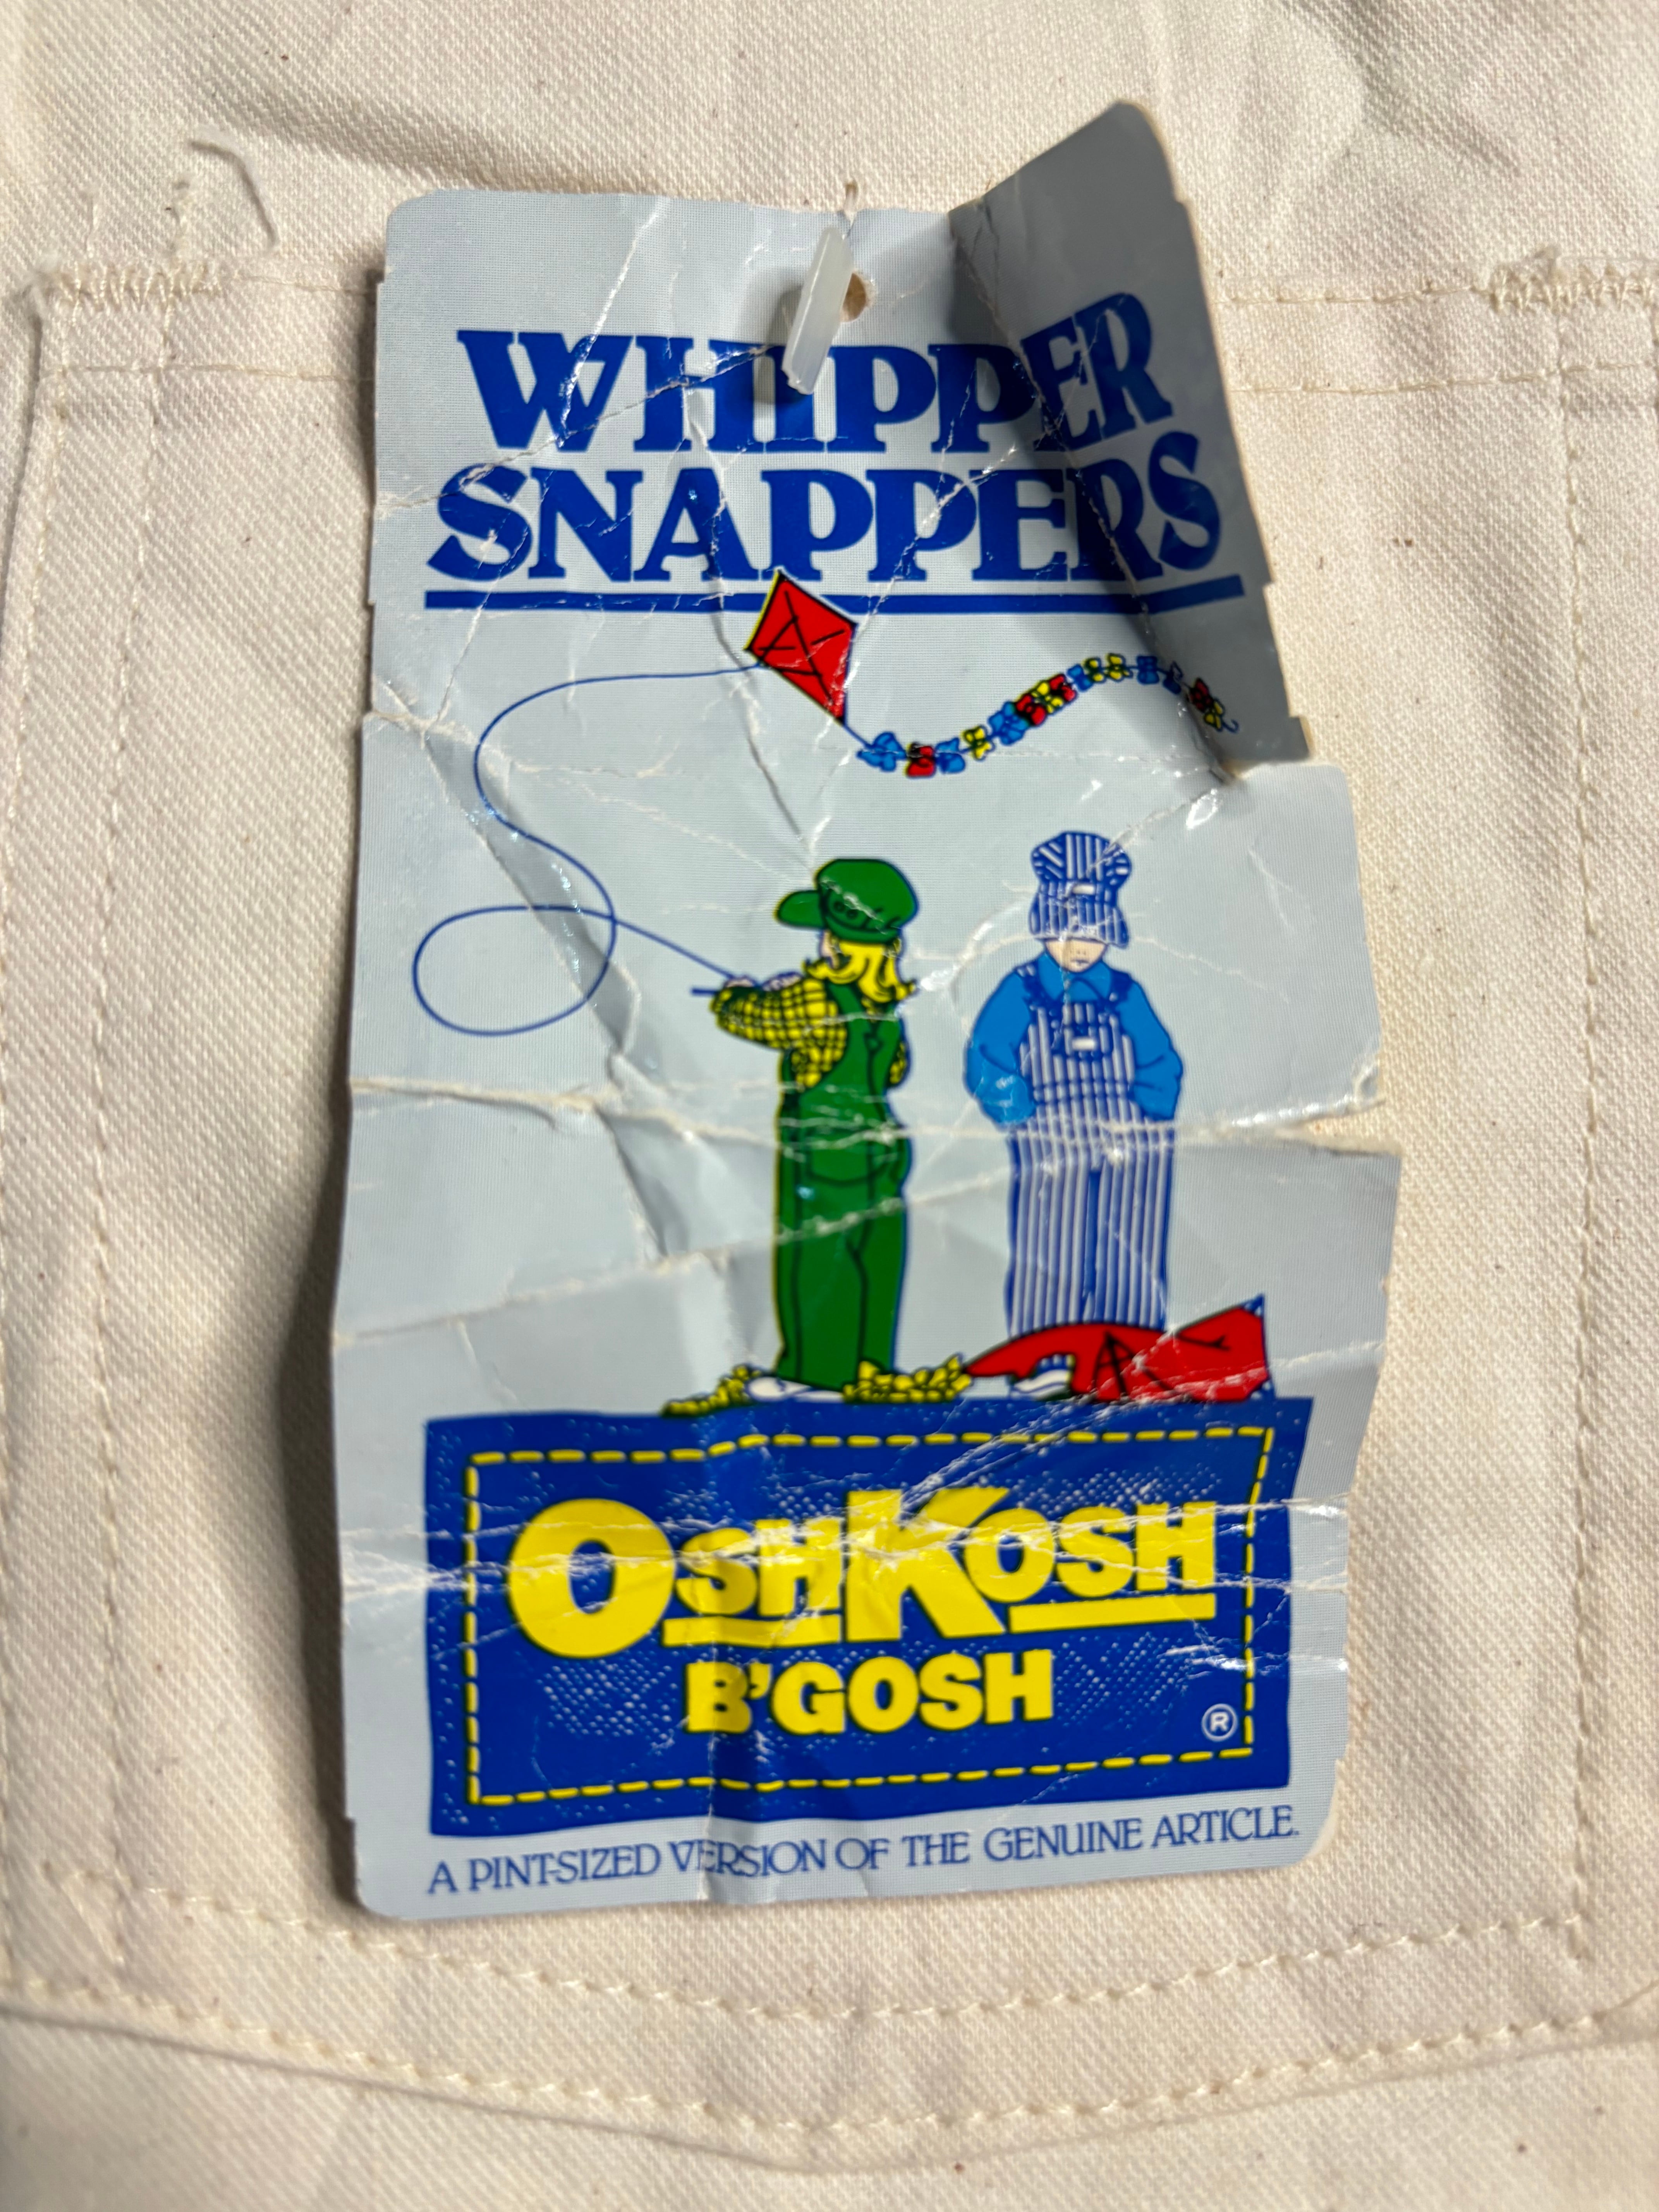 WHIPPER
SNAPPERS
OSHKOSH
B'GOSH
®
A PINT-SIZED VERSION OF THE GENUINE ARTICLE.